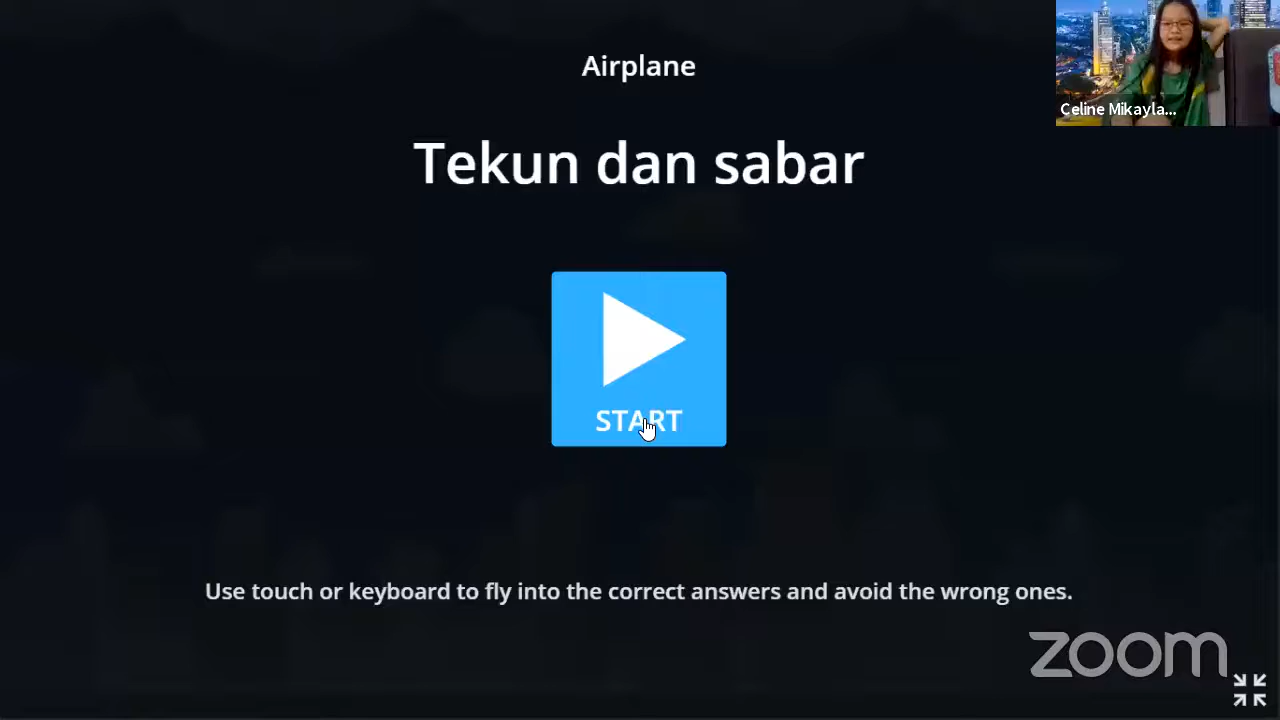 Airplane
Celine Mikayla...
Tekun dan sabar
START
Use touch or keyboard to fly into the correct answers and avoid the wrong ones.
zoom